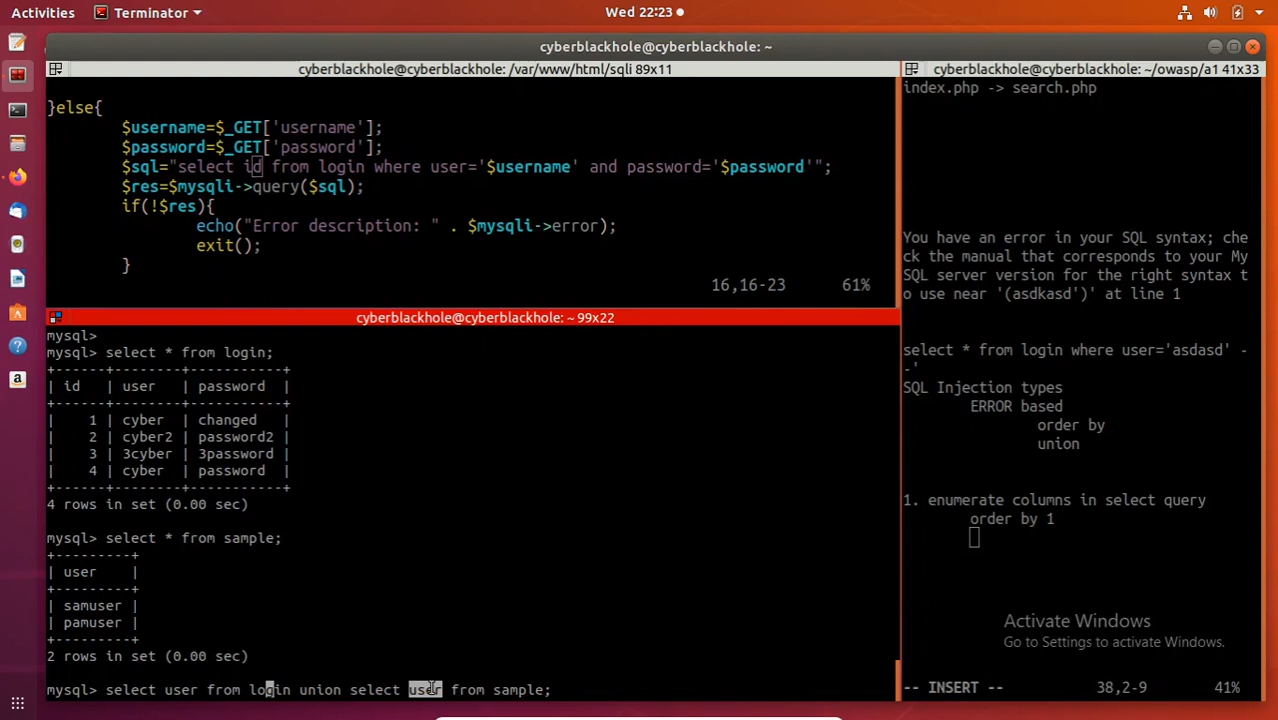 Activities Terminator Wed 22:23
cyberblackhole@cyberblackhole: ~
cyberblackhole@cyberblackhole: /var/www/html/sqli 89x11
}else{
$username=$_GET['username'];
$password=$_GET['password'];
$sql="select id from login where user='$username' and password='$password'";
$res=$mysqli->query($sql);
if(!$res){
echo("Error description: " . $mysqli->error);
exit();
}
16,16-23 61%
cyberblackhole@cyberblackhole: ~ 99x22
mysql>
mysql> select * from login;
+------+--------+-----------+
| id | user | password |
+------+--------+-----------+
| 1 | cyber | changed |
| 2 | cyber2 | password2 |
| 3 | 3cyber | 3password |
| 4 | cyber | password |
+------+--------+-----------+
4 rows in set (0.00 sec)
mysql> select * from sample;
+---------+
| user |
+---------+
| samuser |
| pamuser |
+---------+
2 rows in set (0.00 sec)
mysql> select user from login union select user from sample;
cyberblackhole@cyberblackhole: ~/owasp/a1 41x33
index.php -> search.php
You have an error in your SQL syntax; che
ck the manual that corresponds to your My
SQL server version for the right syntax t
o use near '(asdkasd')' at line 1
select * from login where user='asdasd' -
-'
SQL Injection types
ERROR based
order by
union
1. enumerate columns in select query
order by 1
Activate Windows
Go to Settings to activate Windows.
-- INSERT -- 38,2-9 41%